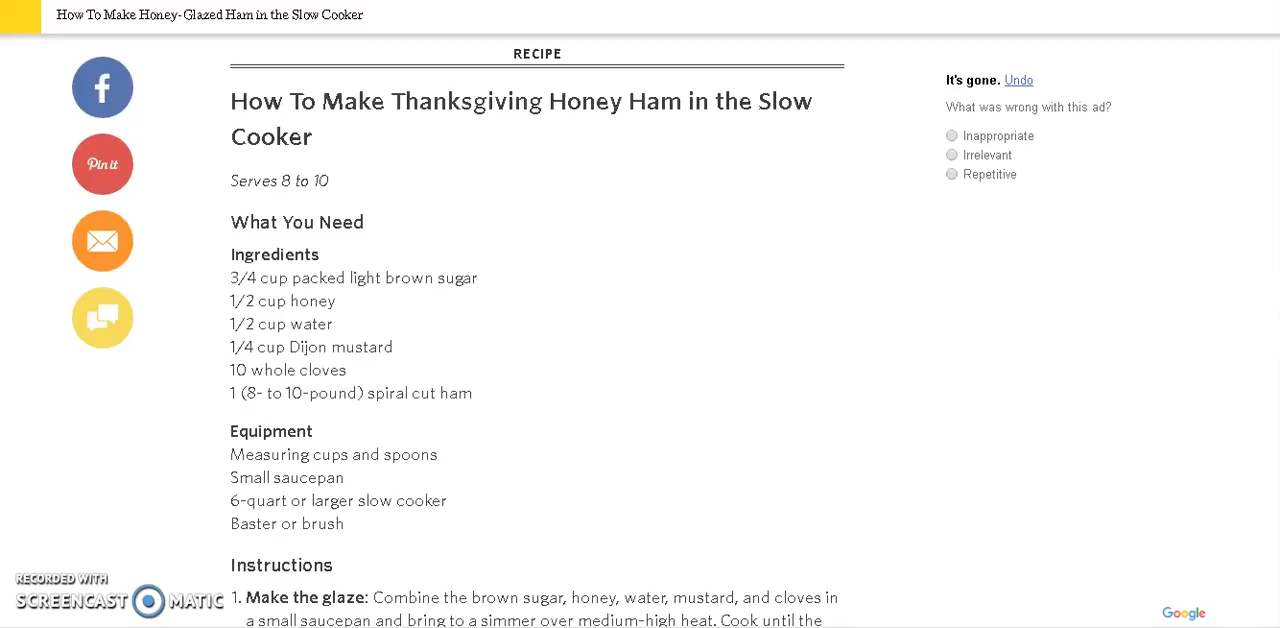 How To Make Honey-Glazed Ham in the Slow Cooker
RECIPE
How To Make Thanksgiving Honey Ham in the Slow
Cooker
Serves 8 to 10
What You Need
Ingredients
3/4 cup packed light brown sugar
1/2 cup honey
1/2 cup water
1/4 cup Dijon mustard
10 whole cloves
1 (8- to 10-pound) spiral cut ham
Equipment
Measuring cups and spoons
Small saucepan
6-quart or larger slow cooker
Baster or brush
Instructions
1. Make the glaze: Combine the brown sugar, honey, water, mustard, and cloves in
a small saucepan and bring to a simmer over medium-high heat. Cook until the
f
Pin it
It's gone. Undo
What was wrong with this ad?
Inappropriate
Irrelevant
Repetitive
RECORDED WITH
SCREENCAST MATIC
Google